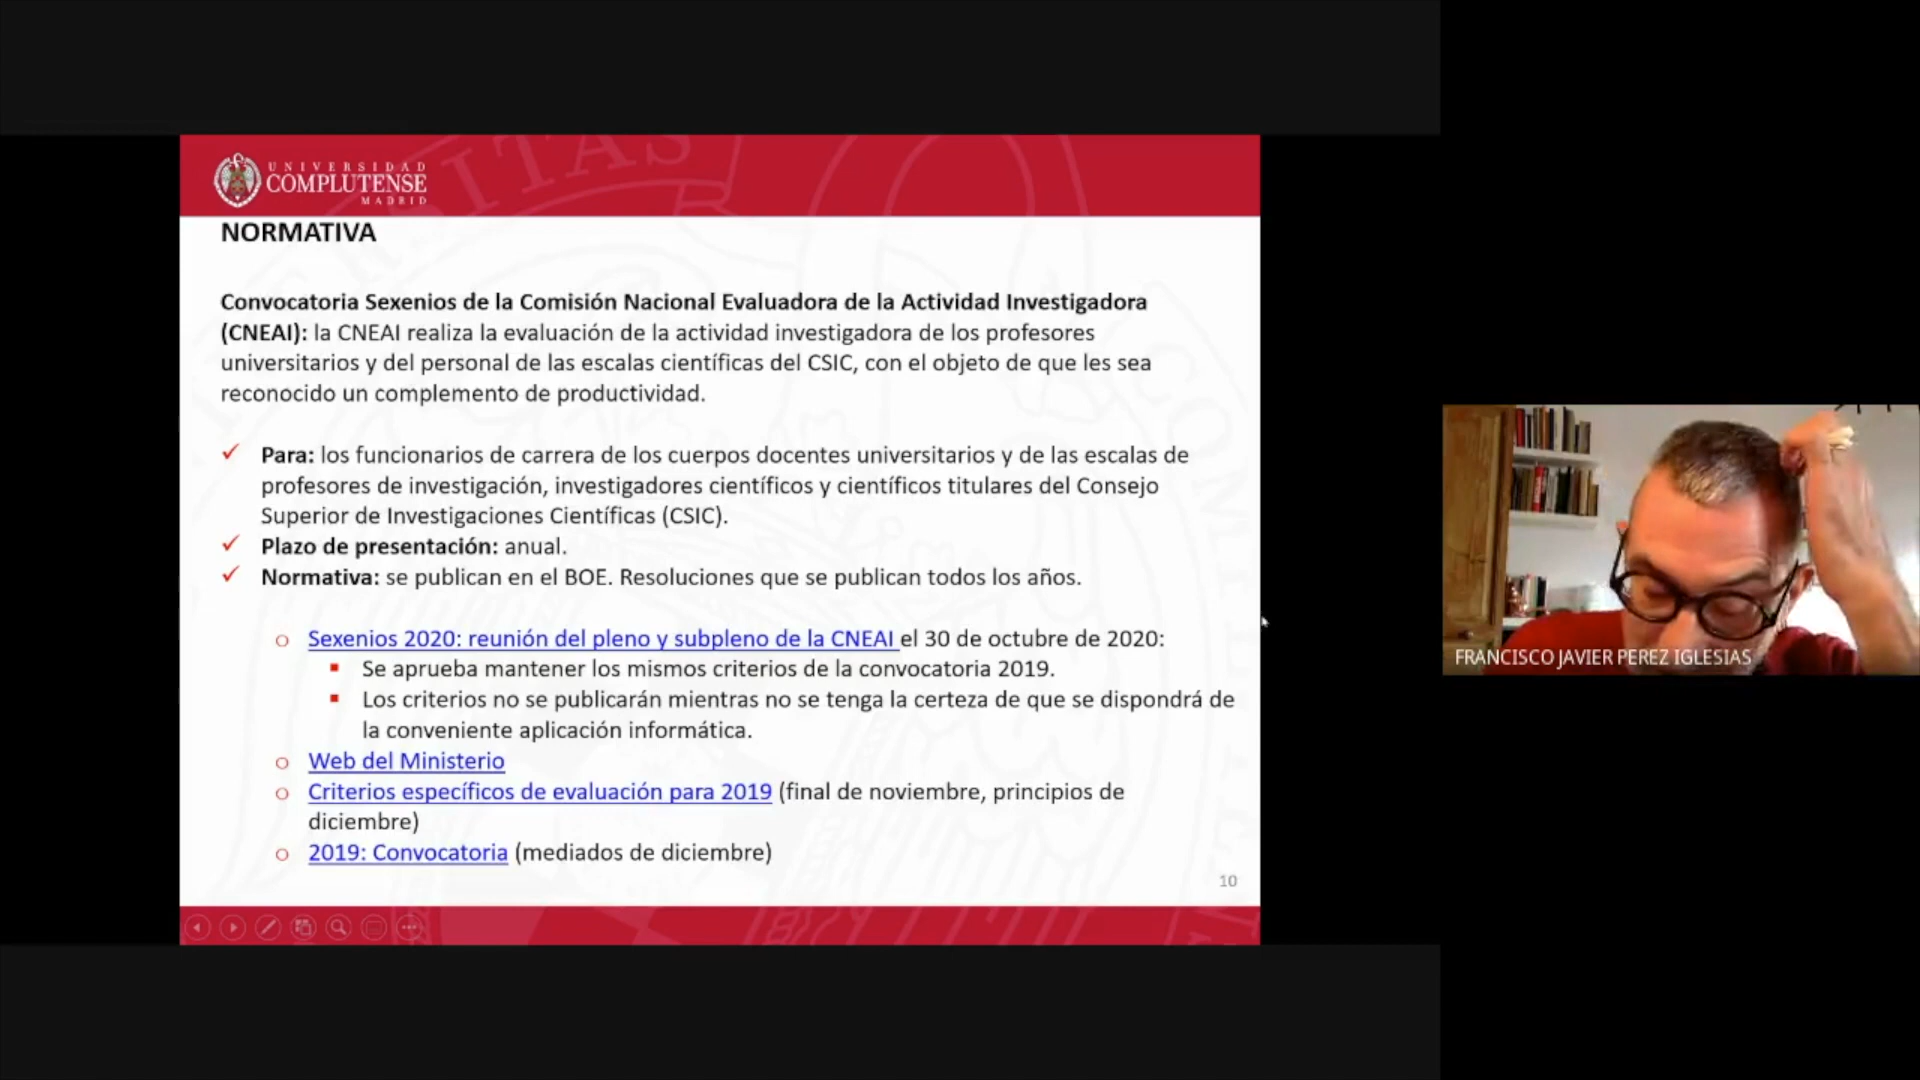 UNIVERSIDAD
COMPLUTENSE
MADRID
NORMATIVA
Convocatoria Sexenios de la Comisión Nacional Evaluadora de la Actividad Investigadora
(CNEAI): la CNEAI realiza la evaluación de la actividad investigadora de los profesores
universitarios y del personal de las escalas científicas del CSIC, con el objeto de que les sea
reconocido un complemento de productividad.
✓ Para: los funcionarios de carrera de los cuerpos docentes universitarios y de las escalas de
profesores de investigación, investigadores científicos y científicos titulares del Consejo
Superior de Investigaciones Científicas (CSIC).
✓ Plazo de presentación: anual.
✓ Normativa: se publican en el BOE. Resoluciones que se publican todos los años.
o Sexenios 2020: reunión del pleno y subpleno de la CNEAI el 30 de octubre de 2020:
▪ Se aprueba mantener los mismos criterios de la convocatoria 2019.
▪ Los criterios no se publicarán mientras no se tenga la certeza de que se dispondrá de
la conveniente aplicación informática.
o Web del Ministerio
o Criterios específicos de evaluación para 2019 (final de noviembre, principios de
diciembre)
o 2019: Convocatoria (mediados de diciembre)
10
FRANCISCO JAVIER PEREZ IGLESIAS